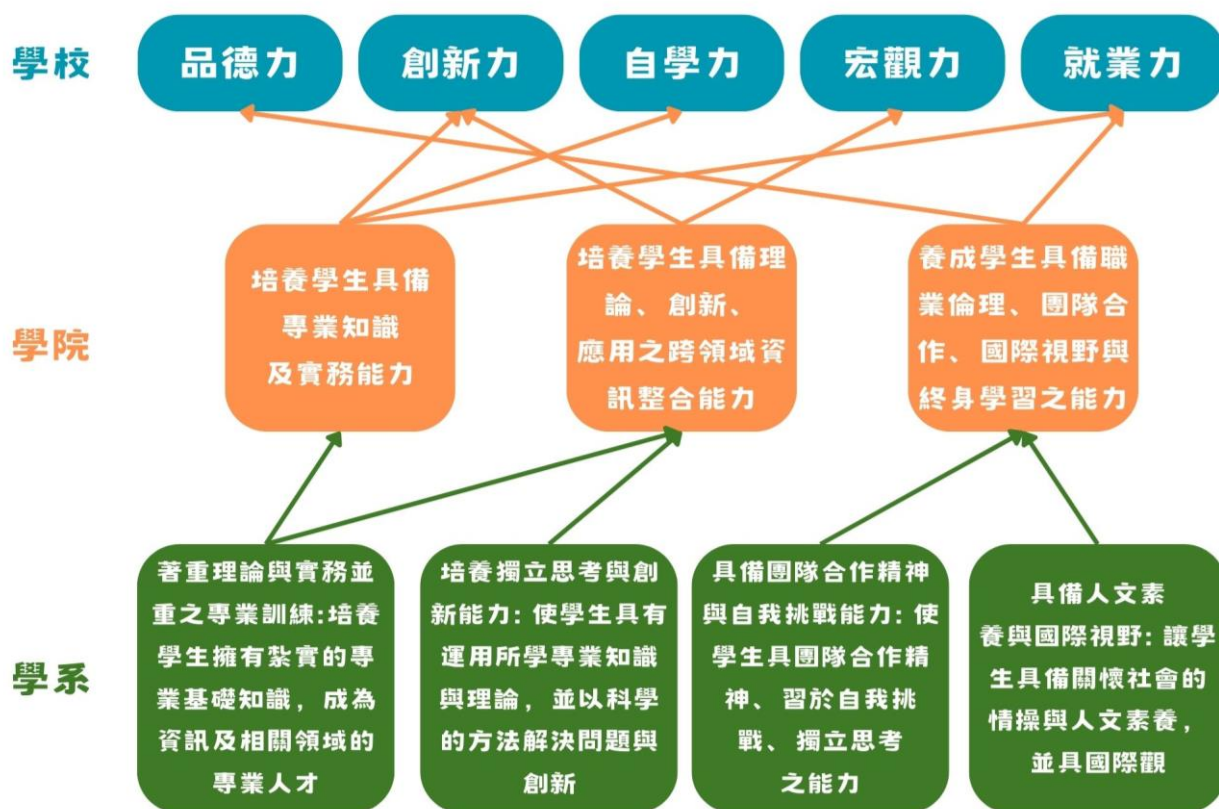 學校
品德力
創新力
自學力
宏觀力
就業力
學院
培養學生具備
專業知識
及實務能力
培養學生具備理
論、創新、
應用之跨領域資
訊整合能力
養成學生具備職
業倫理、團隊合
作、國際視野與
終身學習之能力
學系
著重理論與實務並
重之專業訓練:培養
學生擁有紮實的專
業基礎知識，成為
資訊及相關領域的
專業人才
培養獨立思考與創
新能力: 使學生具有
運用所學專業知識
與理論，並以科學
的方法解決問題與
創新
具備團隊合作精神
與自我挑戰能力: 使
學生具團隊合作精
神、習於自我挑
戰、獨立思考
之能力
具備人文素
養與國際視野: 讓學
生具備關懷社會的
情操與人文素養，
並具國際觀